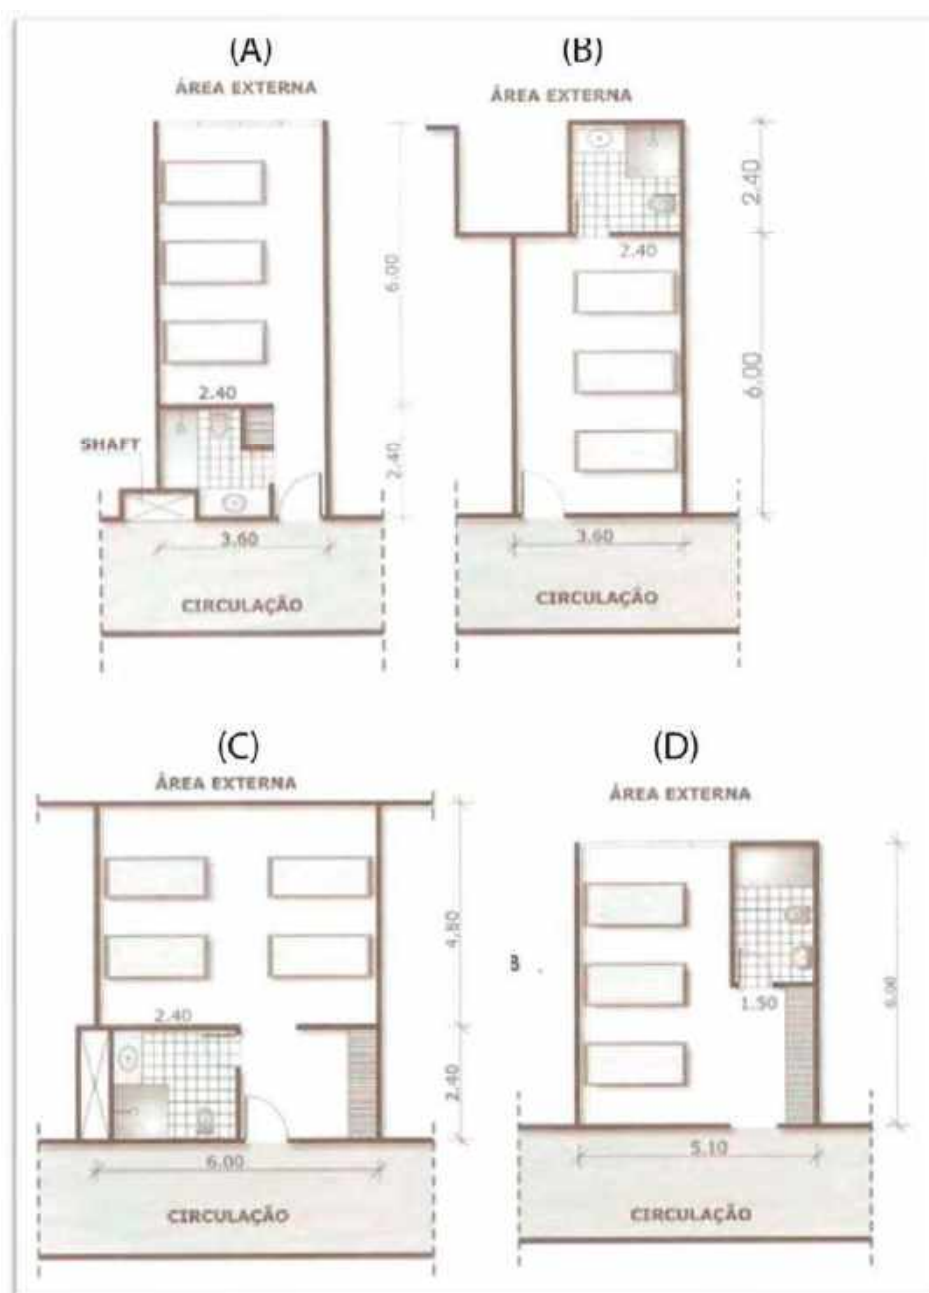 (A)
ÁREA EXTERNA
6.00
2.40
SHAFT
2.40
3.60
CIRCULAÇÃO
(B)
ÁREA EXTERNA
2.40
2.40
6.00
3.60
CIRCULAÇÃO
(C)
ÁREA EXTERNA
4.80
2.40
2.40
6.00
CIRCULAÇÃO
(D)
ÁREA EXTERNA
B
1.50
6.00
5.10
CIRCULAÇÃO